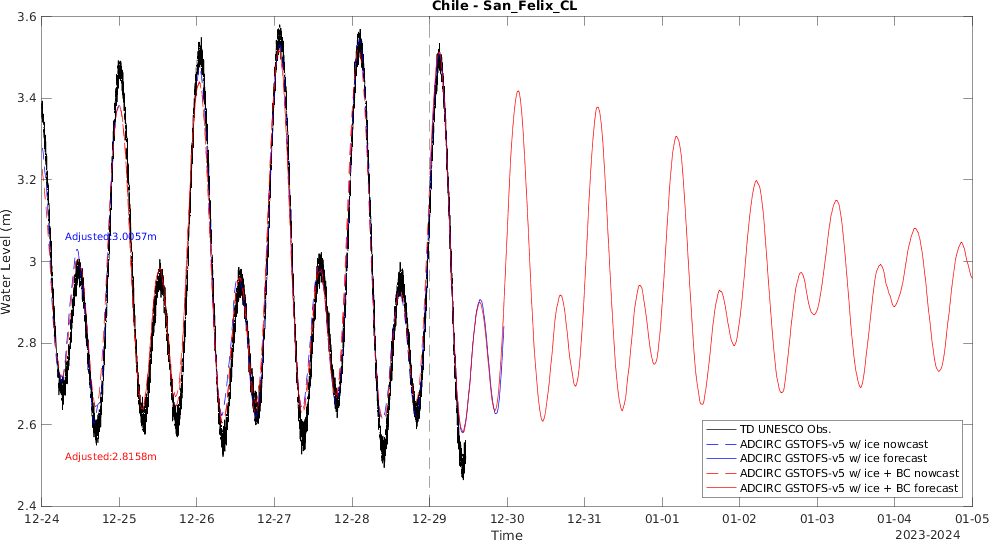 Chile - San_Felix_CL
3.6
3.4
3.2
3
2.8
2.6
2.4
Water Level (m)
Adjusted:3.0057m
Adjusted:2.8158m
TD UNESCO Obs.
ADCIRC GSTOFS-v5 w/ ice nowcast
ADCIRC GSTOFS-v5 w/ ice forecast
ADCIRC GSTOFS-v5 w/ ice + BC nowcast
ADCIRC GSTOFS-v5 w/ ice + BC forecast
12-24 12-25 12-26 12-27 12-28 12-29 12-30 12-31 01-01 01-02 01-03 01-04 01-05
Time
2023-2024